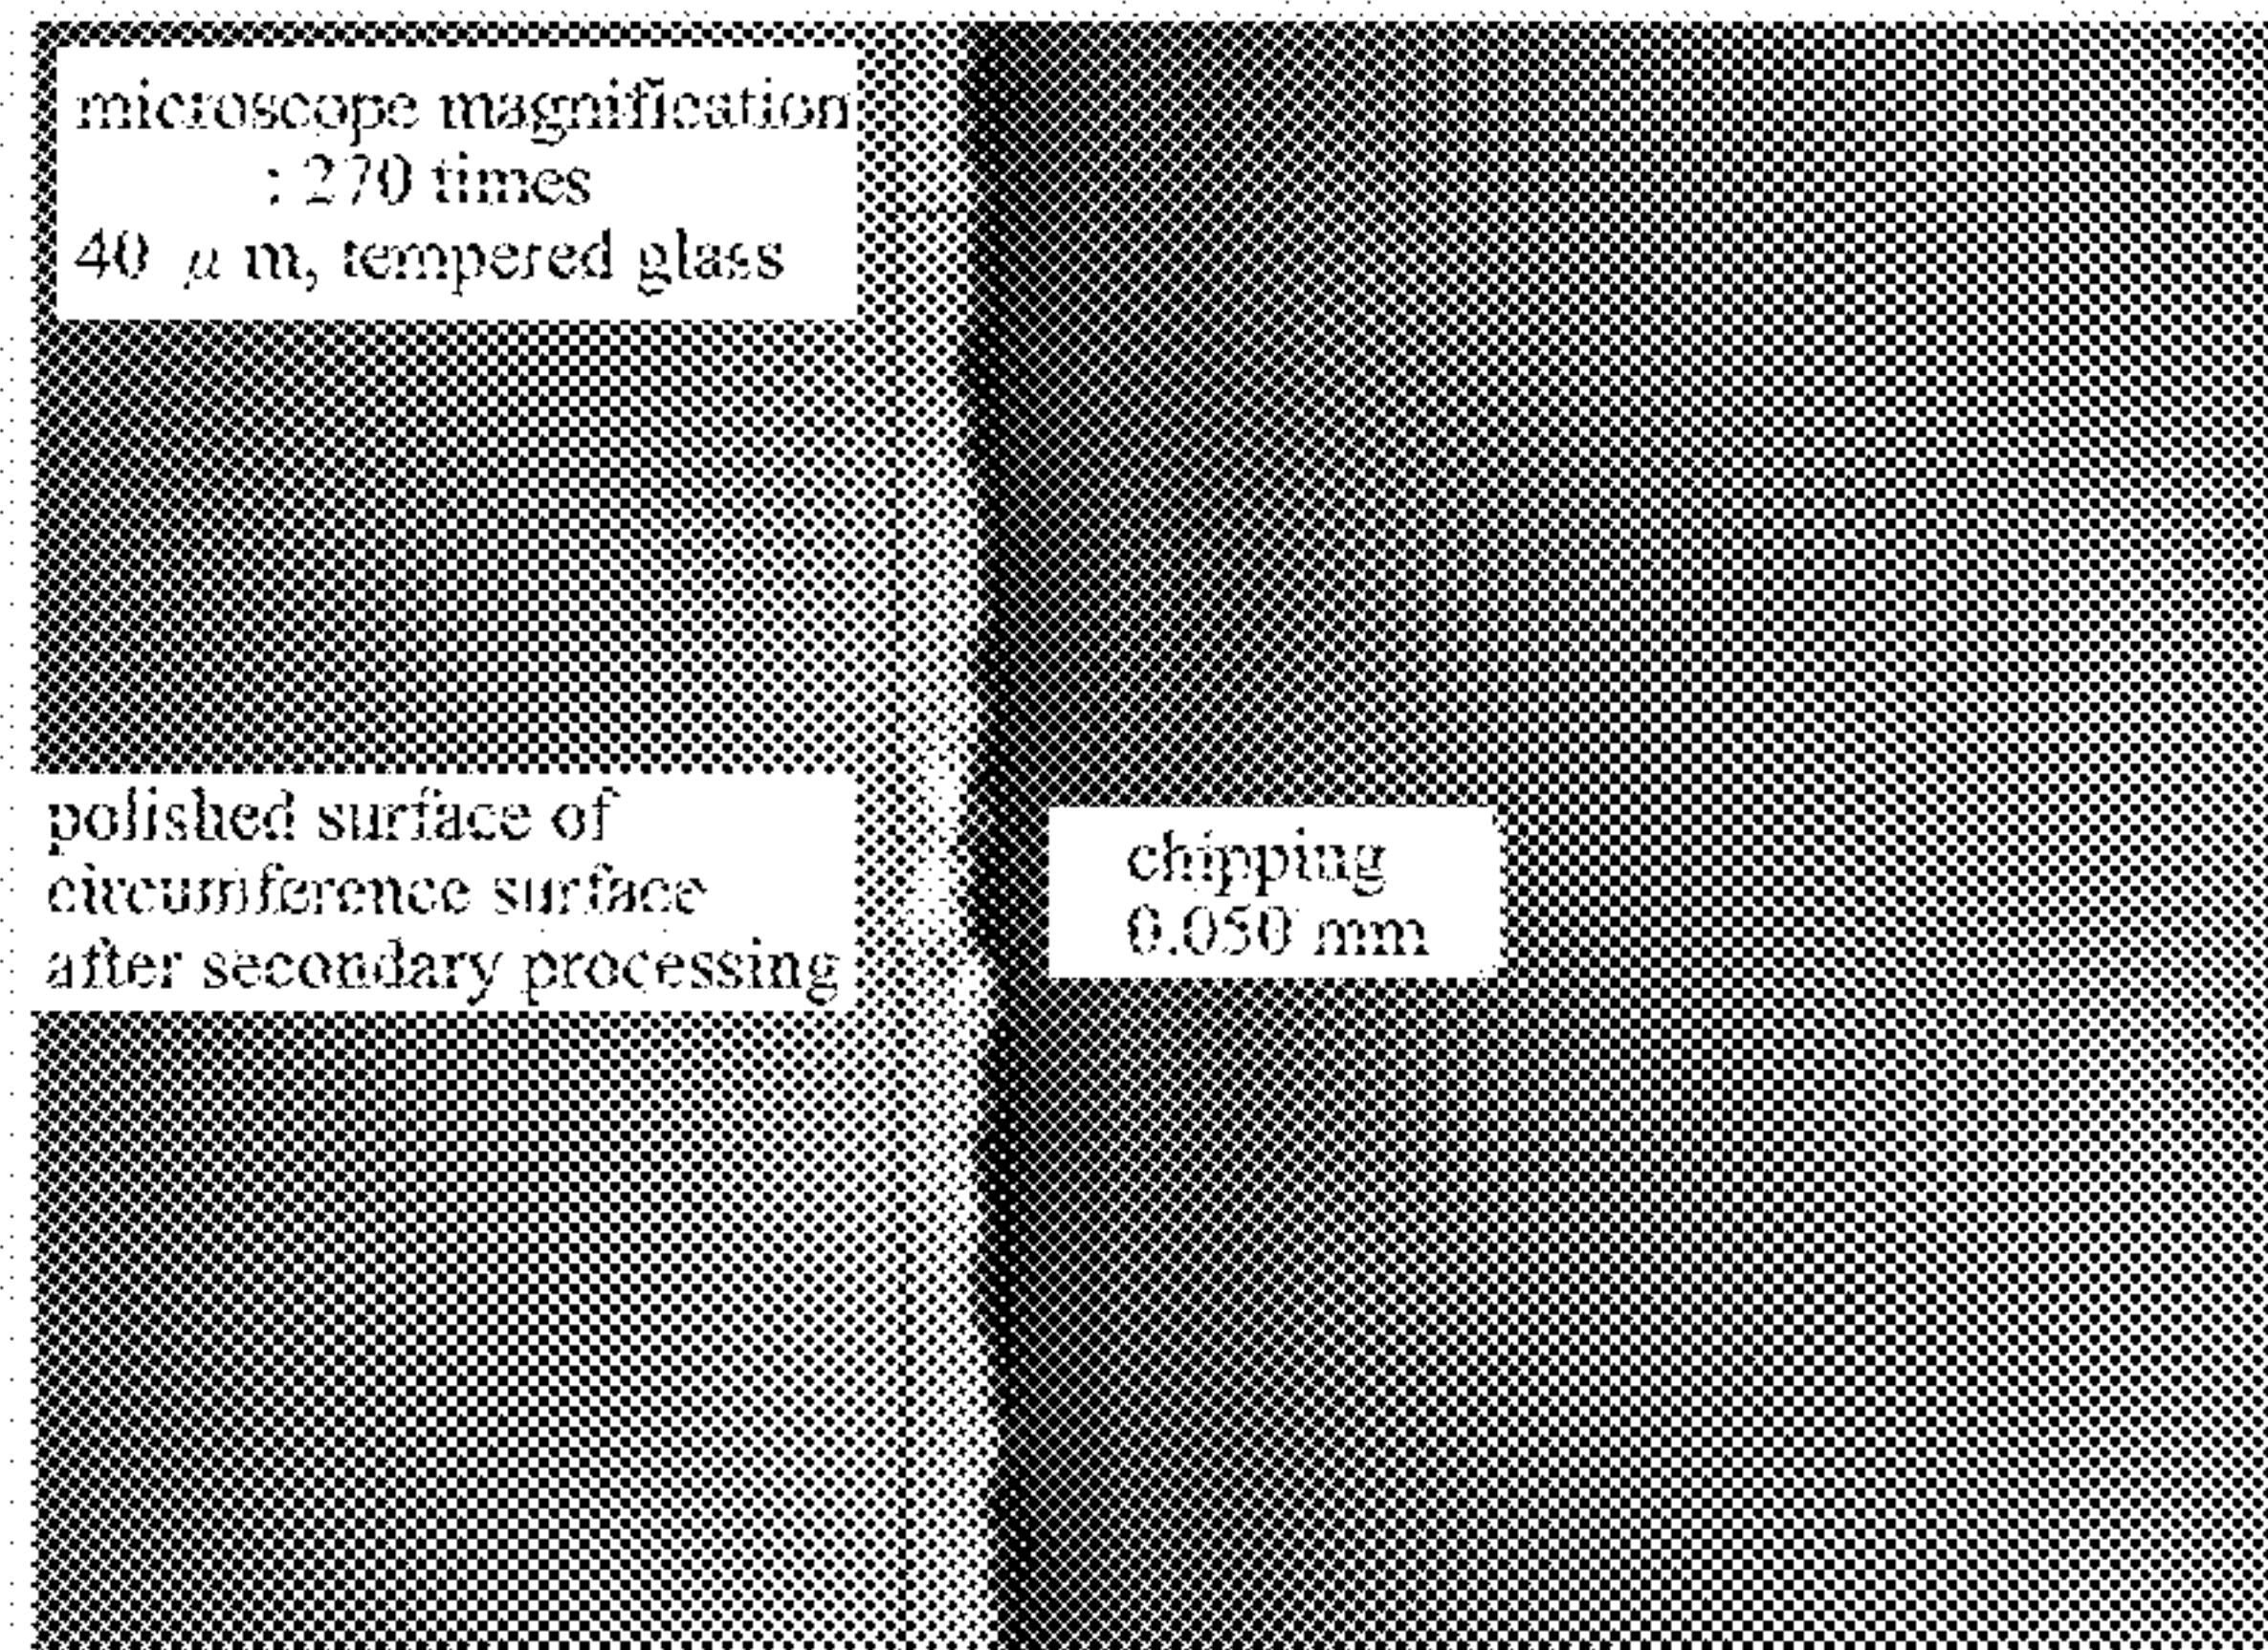 microscope magnification
: 270 times
40 μ m, tempered glass
polished surface of
circumference surface
after secondary processing
chipping
0.050 mm